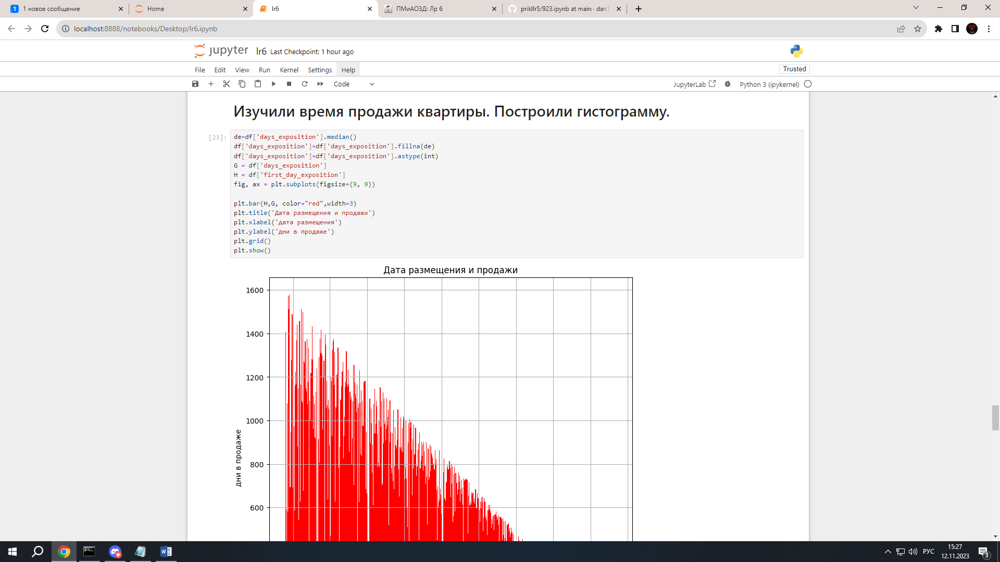 1 новое сообщение
Home
lr6
ПМиАОЗД: Лр 6
prikllr5/923.ipynb at main · dan1
localhost:8888/notebooks/Desktop/lr6.ipynb
jupyter lr6 Last Checkpoint: 1 hour ago
File Edit View Run Kernel Settings Help
Trusted
Code
JupyterLab
Python 3 (ipykernel)
Изучили время продажи квартиры. Построили гистограмму.
[23]:
de=df['days_exposition'].median()
df['days_exposition']=df['days_exposition'].fillna(de)
df['days_exposition']=df['days_exposition'].astype(int)
G = df['days_exposition']
H = df['first_day_exposition']
fig, ax = plt.subplots(figsize=(9, 9))
plt.bar(H,G, color="red",width=3)
plt.title('Дата размещения и продажи')
plt.xlabel('дата размещения')
plt.ylabel('дни в продаже')
plt.grid()
plt.show()
Дата размещения и продажи
1600
1400
1200
1000
800
600
дни в продаже
РУС
15:27
12.11.2023
3